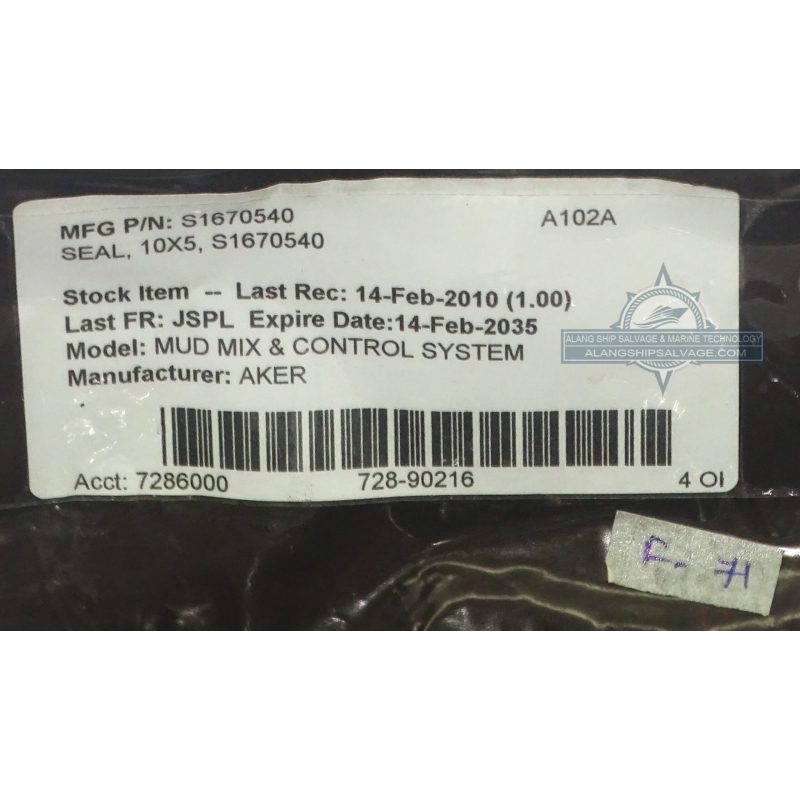 MFG P/N: S1670540 A102A
SEAL, 10X5, S1670540
Stock Item -- Last Rec: 14-Feb-2010 (1.00)
Last FR: JSPL Expire Date:14-Feb-2035
Model: MUD MIX & CONTROL SYSTEM
Manufacturer: AKER
ALANG SHIP SALVAGE & MARINE TECHNOLOGY
ALANGSHIPSALVAGE.COM
Acct: 7286000 728-90216 4 OI